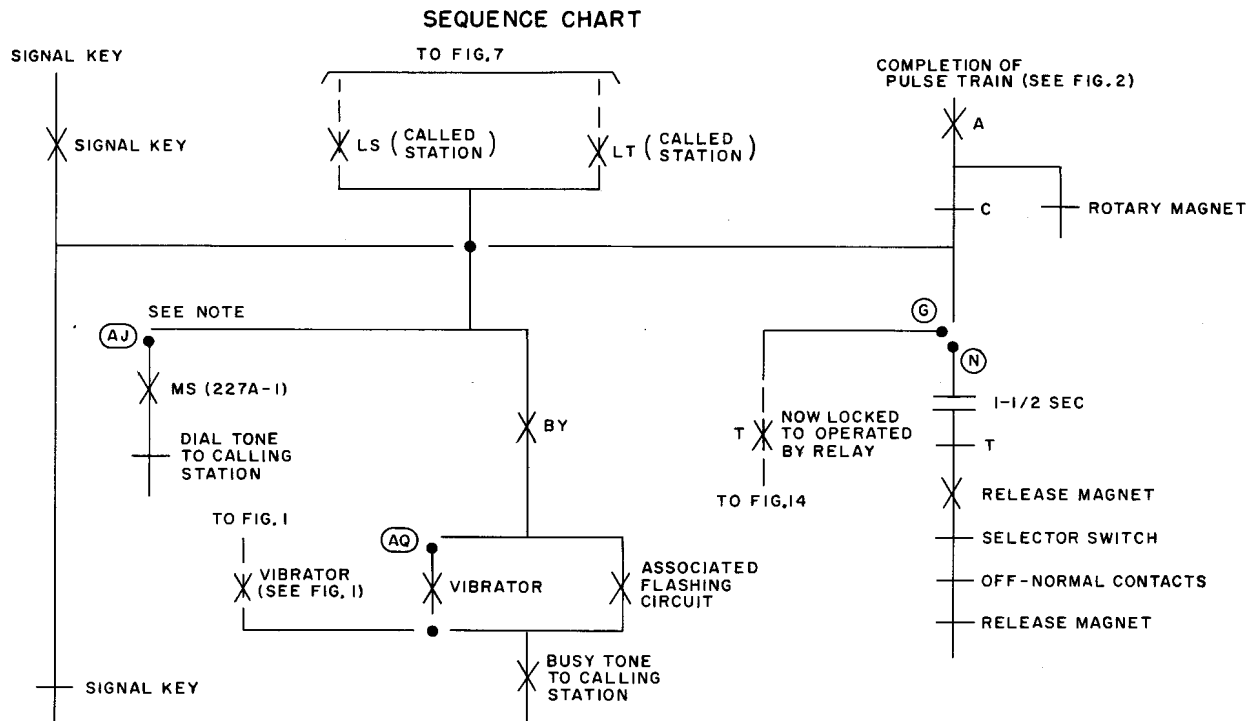 SEQUENCE CHART
SIGNAL KEY
TO FIG. 7
COMPLETION OF
PULSE TRAIN (SEE FIG. 2)
A
SIGNAL KEY
LS (CALLED
STATION)
LT (CALLED
STATION)
C
ROTARY MAGNET
SEE NOTE
AJ
G
N
MS (227A-1)
1-1/2 SEC
BY
T
NOW LOCKED
TO OPERATED
BY RELAY
T
DIAL TONE
TO CALLING
STATION
TO FIG. 14
RELEASE MAGNET
TO FIG. 1
AQ
SELECTOR SWITCH
VIBRATOR
(SEE FIG. 1)
VIBRATOR
ASSOCIATED
FLASHING
CIRCUIT
OFF-NORMAL CONTACTS
RELEASE MAGNET
SIGNAL KEY
BUSY TONE
TO CALLING
STATION